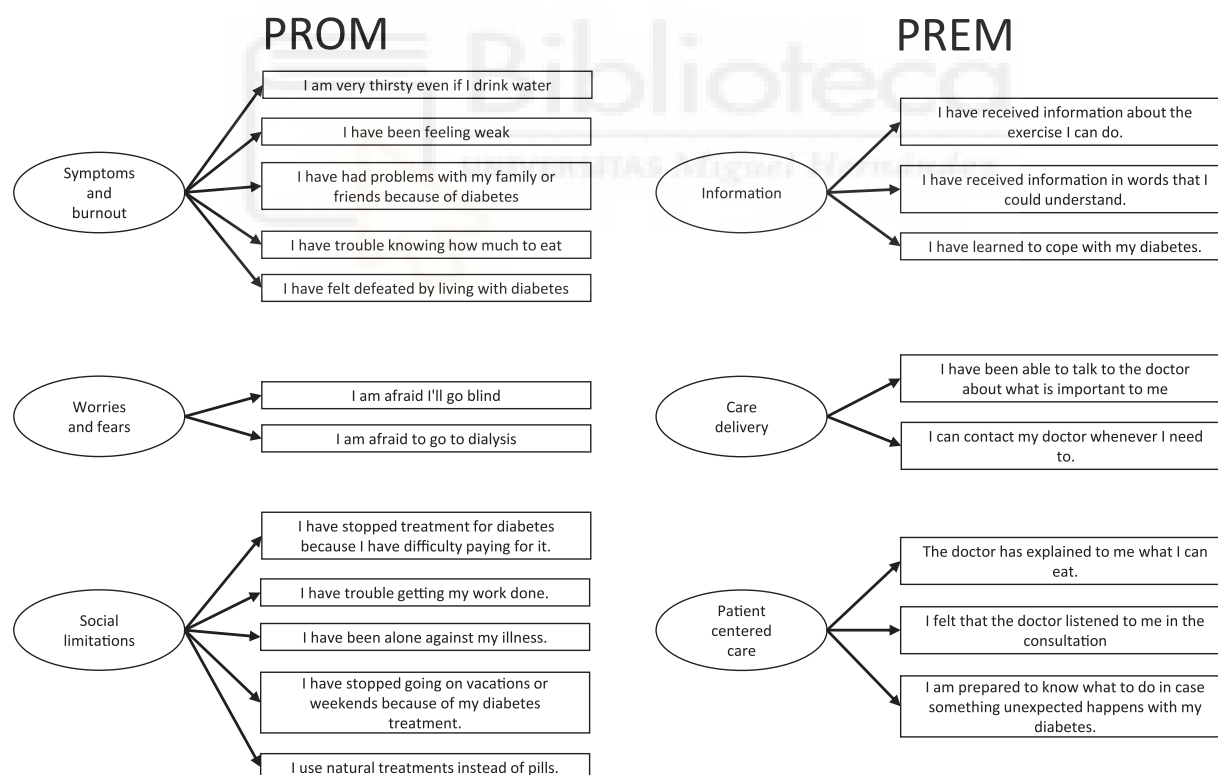 PROM
I am very thirsty even if I drink water
I have been feeling weak
Symptoms
and
burnout
I have had problems with my family or
friends because of diabetes
I have trouble knowing how much to eat
I have felt defeated by living with diabetes
Worries
and fears
I am afraid I'll go blind
I am afraid to go to dialysis
Social
limitations
I have stopped treatment for diabetes
because I have difficulty paying for it.
I have trouble getting my work done.
I have been alone against my illness.
I have stopped going on vacations or
weekends because of my diabetes
treatment.
I use natural treatments instead of pills.
PREM
Information
I have received information about the
exercise I can do.
I have received information in words that I
could understand.
I have learned to cope with my diabetes.
Care
delivery
I have been able to talk to the doctor
about what is important to me
I can contact my doctor whenever I need
to.
Patient
centered
care
The doctor has explained to me what I can
eat.
I felt that the doctor listened to me in the
consultation
I am prepared to know what to do in case
something unexpected happens with my
diabetes.
Biblioteca
UNIVERSITAS Miguel Hernández